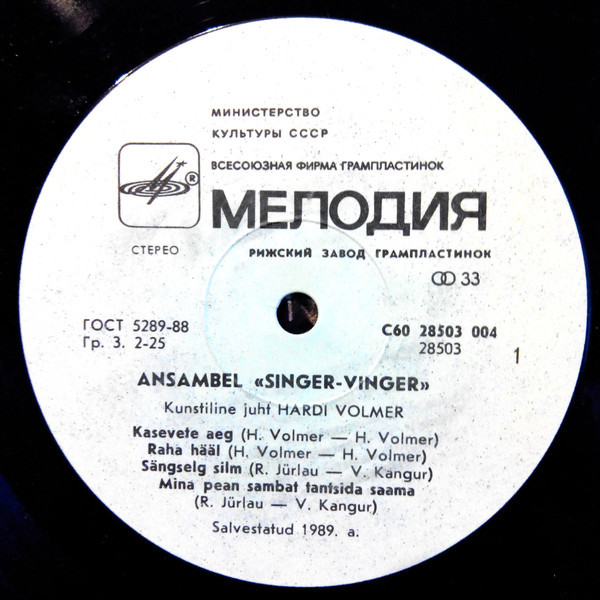 МИНИСТЕРСТВО
КУЛЬТУРЫ СССР
ВСЕСОЮЗНАЯ ФИРМА ГРАМПЛАСТИНОК
®
МЕЛОДИЯ
СТЕРЕО
РИЖСКИЙ ЗАВОД ГРАМПЛАСТИНОК
33
ГОСТ 5289-88
Гр. 3. 2-25
С60 28503 004
28503
1
ANSAMBEL «SINGER-VINGER»
Kunstiline juht HARDI VOLMER
Kasevete aeg (H. Volmer — H. Volmer)
Raha hääl (H. Volmer — H. Volmer)
Sängselg silm (R. Jürlau — V. Kangur)
Mina pean sambat tantsida saama
(R. Jürlau — V. Kangur)
Salvestatud 1989. a.